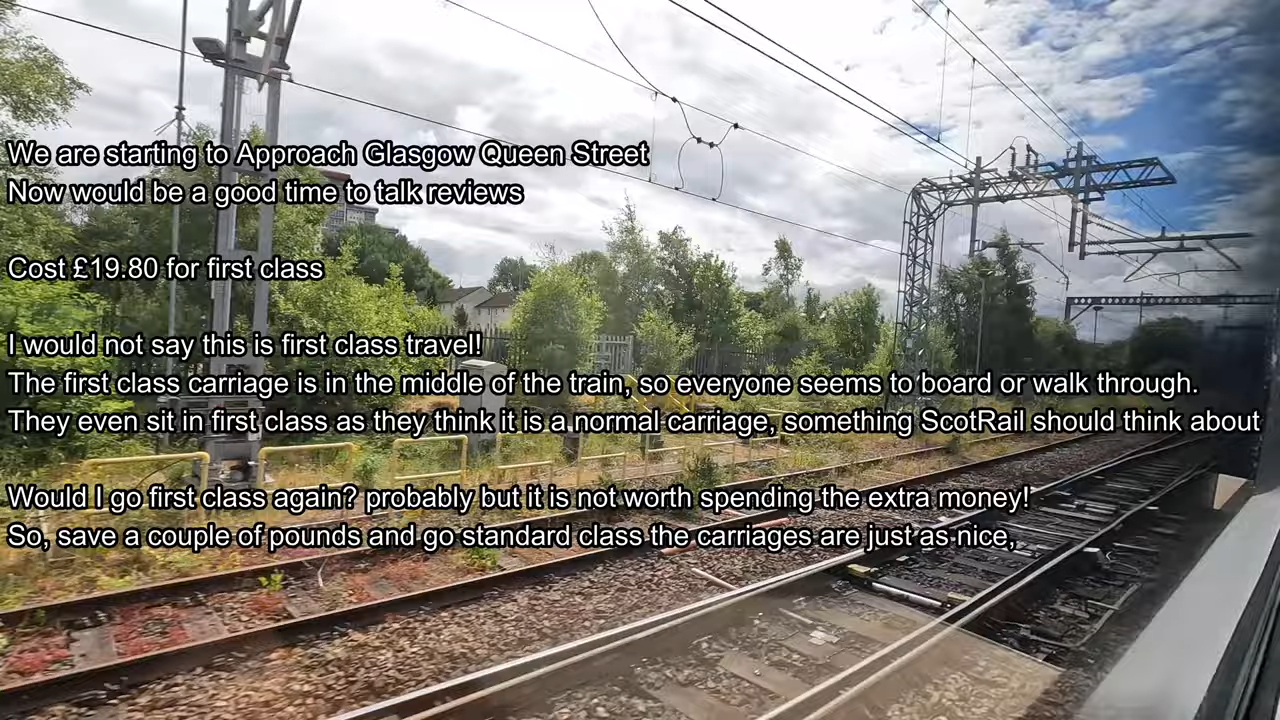 We are starting to Approach Glasgow Queen Street
Now would be a good time to talk reviews
Cost £19.80 for first class
I would not say this is first class travel!
The first class carriage is in the middle of the train, so everyone seems to board or walk through.
They even sit in first class as they think it is a normal carriage, something ScotRail should think about
Would I go first class again? probably but it is not worth spending the extra money!
So, save a couple of pounds and go standard class the carriages are just as nice,